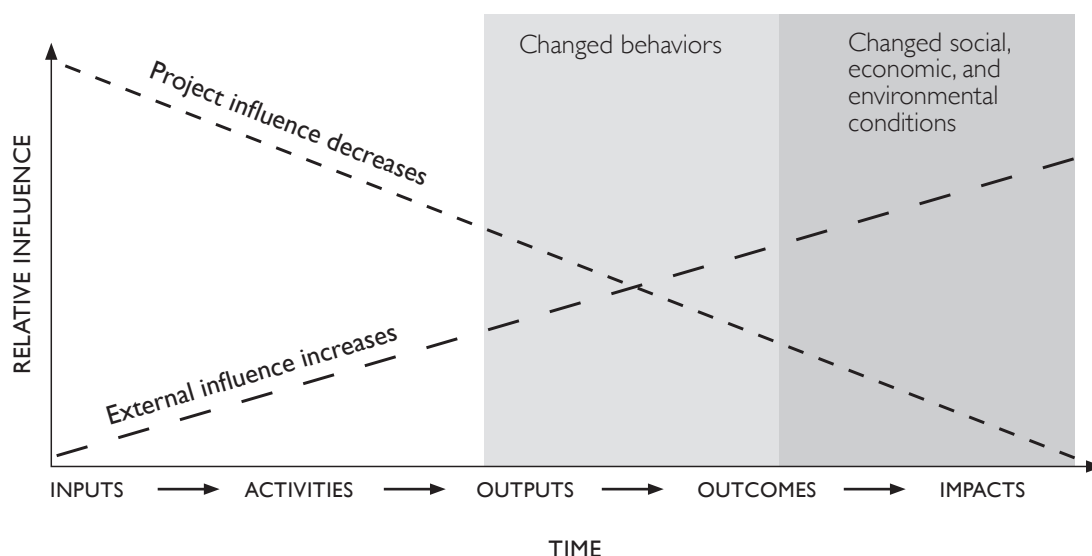 Changed behaviors
Changed social,
economic, and
environmental
conditions
Project influence decreases
RELATIVE INFLUENCE
External influence increases
INPUTS ACTIVITIES OUTPUTS OUTCOMES IMPACTS
TIME